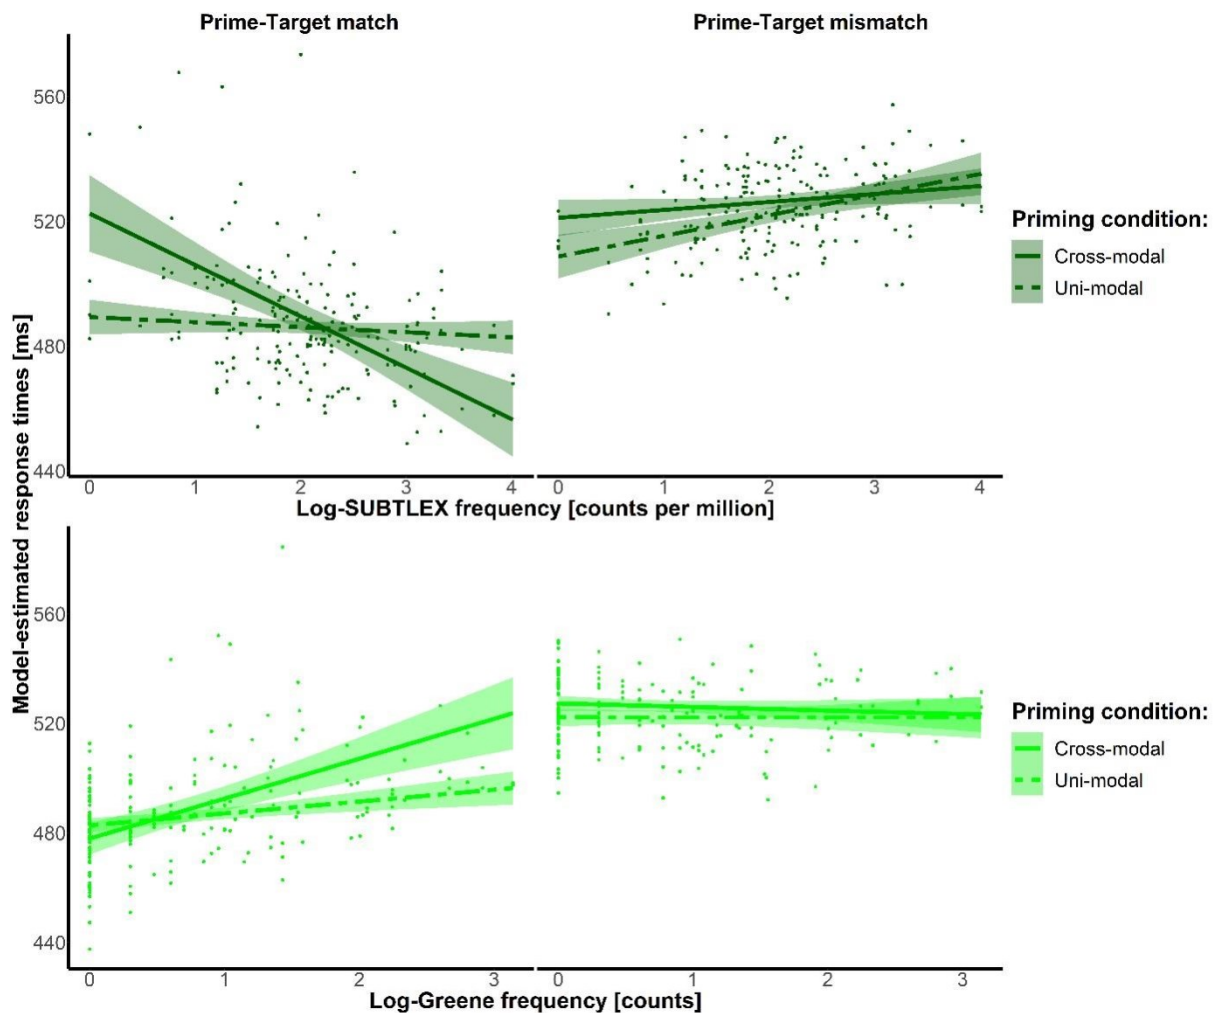 Prime-Target match
Prime-Target mismatch
Model-estimated response times [ms]
560
520
480
440
0 1 2 3 4
0 1 2 3 4
Log-SUBTLEX frequency [counts per million]
Priming condition:
Cross-modal
Uni-modal
560
520
480
440
0 1 2 3
0 1 2 3
Log-Greene frequency [counts]
Priming condition:
Cross-modal
Uni-modal